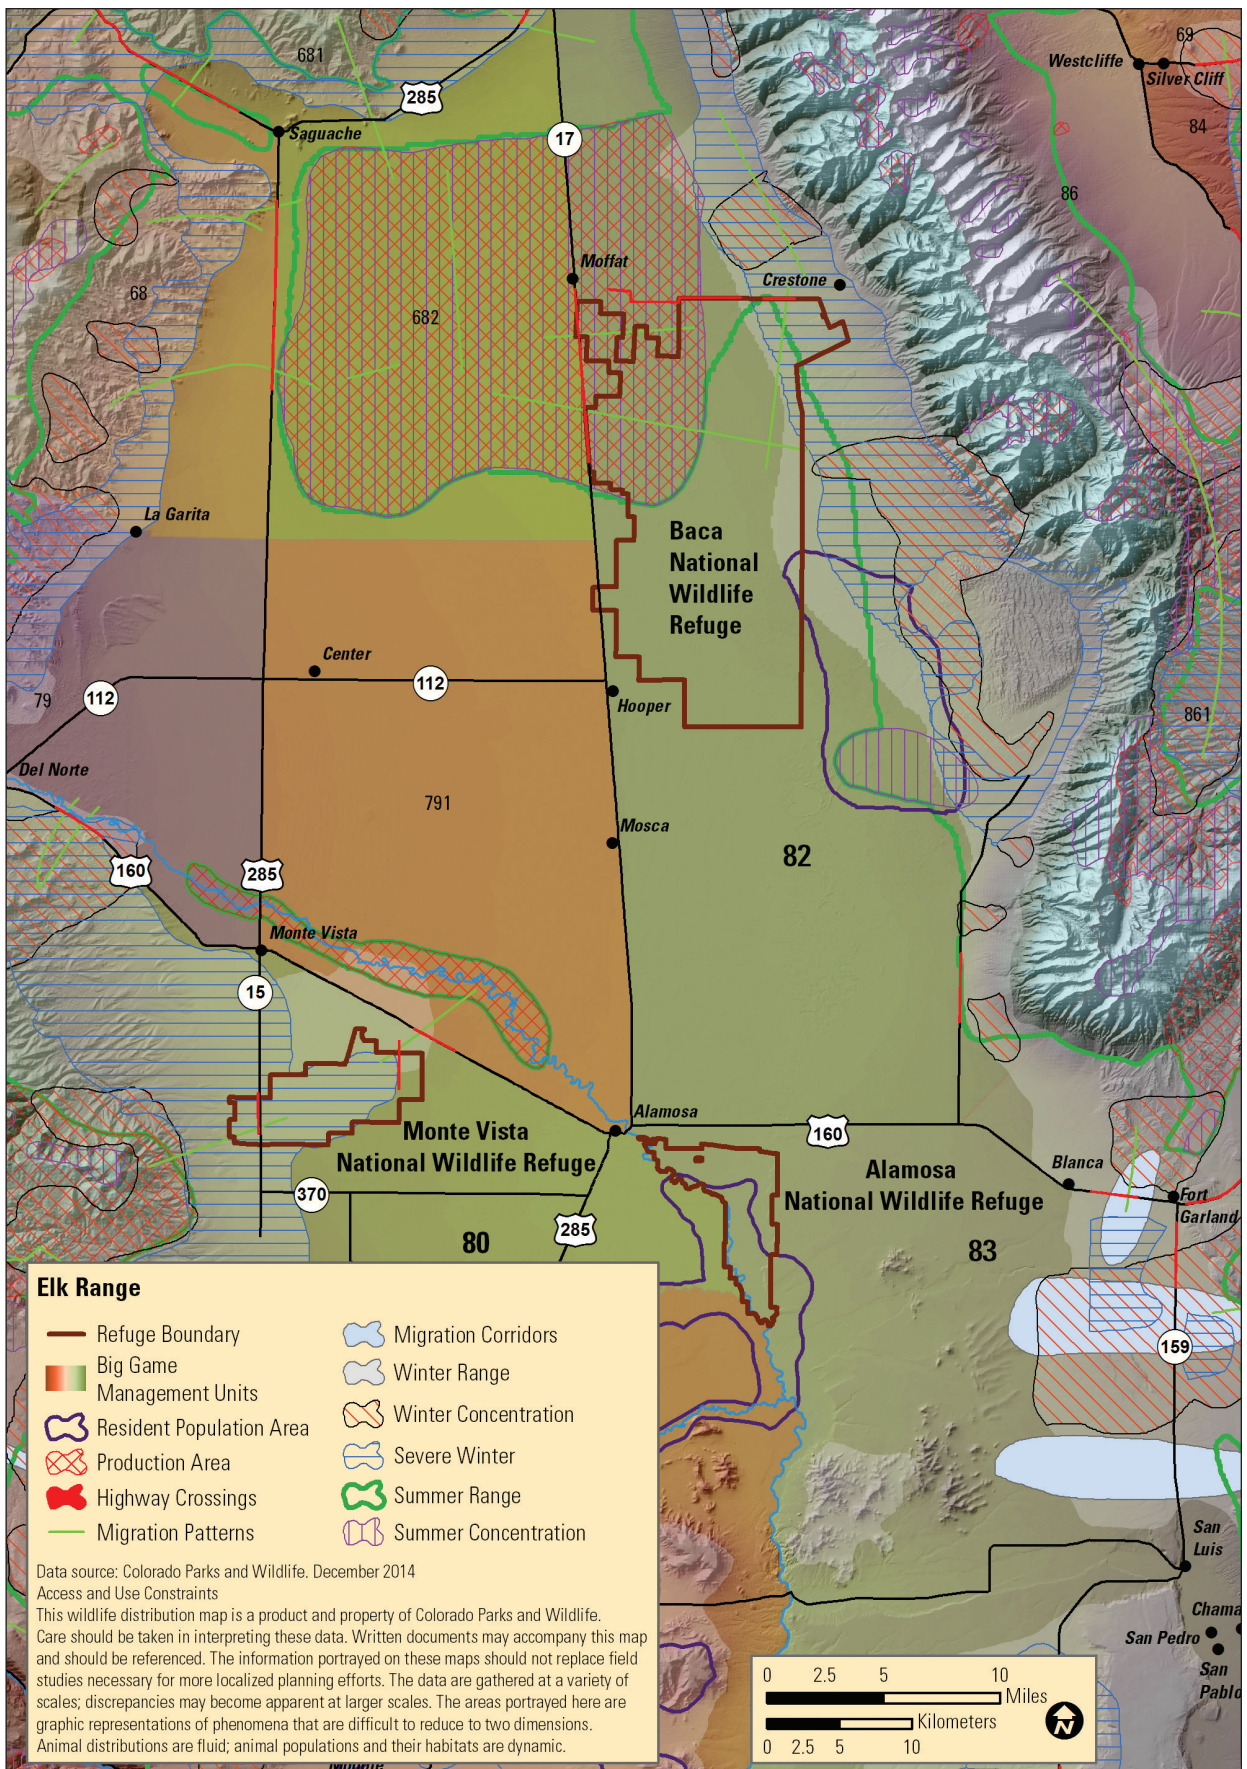 681
285
Saguache
17
Westcliffe
69
Silver Cliff
84
86
Moffat
Crestone
68
682
La Garita
Baca
National
Wildlife
Refuge
Center
112
112
79
Hooper
861
Del Norte
791
Mosca
82
160
285
Monte Vista
15
Alamosa
160
Monte Vista
National Wildlife Refuge
Alamosa
National Wildlife Refuge
Blanca
Fort
Garland
370
285
80
83
159
San
Luis
Chama
San Pedro
San
Pablo
Elk Range
Refuge Boundary
Big Game
Management Units
Resident Population Area
Production Area
Highway Crossings
Migration Patterns
Migration Corridors
Winter Range
Winter Concentration
Severe Winter
Summer Range
Summer Concentration
Data source: Colorado Parks and Wildlife. December 2014
Access and Use Constraints
This wildlife distribution map is a product and property of Colorado Parks and Wildlife.
Care should be taken in interpreting these data. Written documents may accompany this map
and should be referenced. The information portrayed on these maps should not replace field
studies necessary for more localized planning efforts. The data are gathered at a variety of
scales; discrepancies may become apparent at larger scales. The areas portrayed here are
graphic representations of phenomena that are difficult to reduce to two dimensions.
Animal distributions are fluid; animal populations and their habitats are dynamic.
0 2.5 5 10
Miles
Kilometers
0 2.5 5 10
N